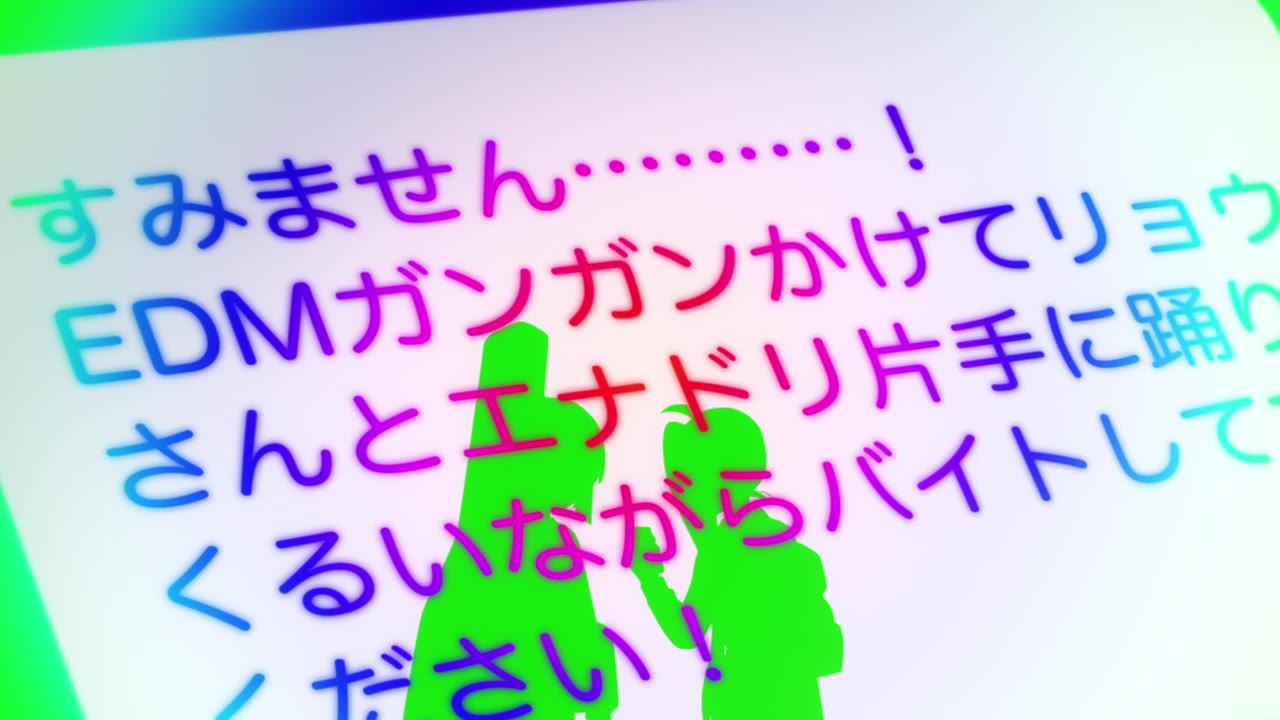 すみません………！
EDMガンガンかけてリョウ
さんとエナドリ片手に踊り
くるいながらバイトして
ください！